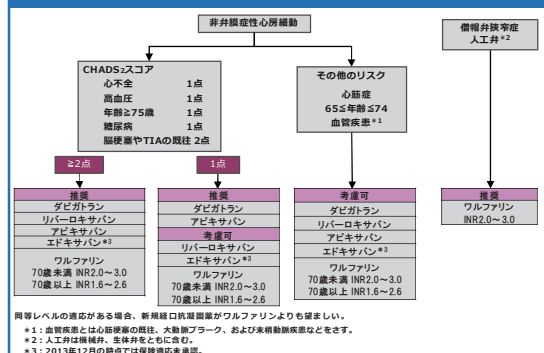 非弁膜症性心房細動
僧帽弁狭窄症
人工弁*2
CHADS₂スコア
心不全 1点
高血圧 1点
年齢≧75歳 1点
糖尿病 1点
脳梗塞やTIAの既往 2点
その他のリスク
心筋症
65≦年齢≦74
血管疾患*1
≧2点
1点
推奨
ダビガトラン
リバーロキサバン
アピキサバン
エドキサバン*3
ワルファリン
70歳未満 INR2.0～3.0
70歳以上 INR1.6～2.6
推奨
ダビガトラン
アピキサバン
考慮可
リバーロキサバン
エドキサバン*3
ワルファリン
70歳未満 INR2.0～3.0
70歳以上 INR1.6～2.6
考慮可
ダビガトラン
リバーロキサバン
アピキサバン
エドキサバン*3
ワルファリン
70歳未満 INR2.0～3.0
70歳以上 INR1.6～2.6
推奨
ワルファリン
INR2.0～3.0
同等レベルの適応がある場合、新規経口抗凝固薬がワルファリンよりも望ましい。
*1：血管疾患とは心筋梗塞の既往、大動脈プラーク、および末梢動脈疾患などをさす。
*2：人工弁は機械弁、生体弁をともに含む。
*3：2013年12月の時点では保険適応未承認。